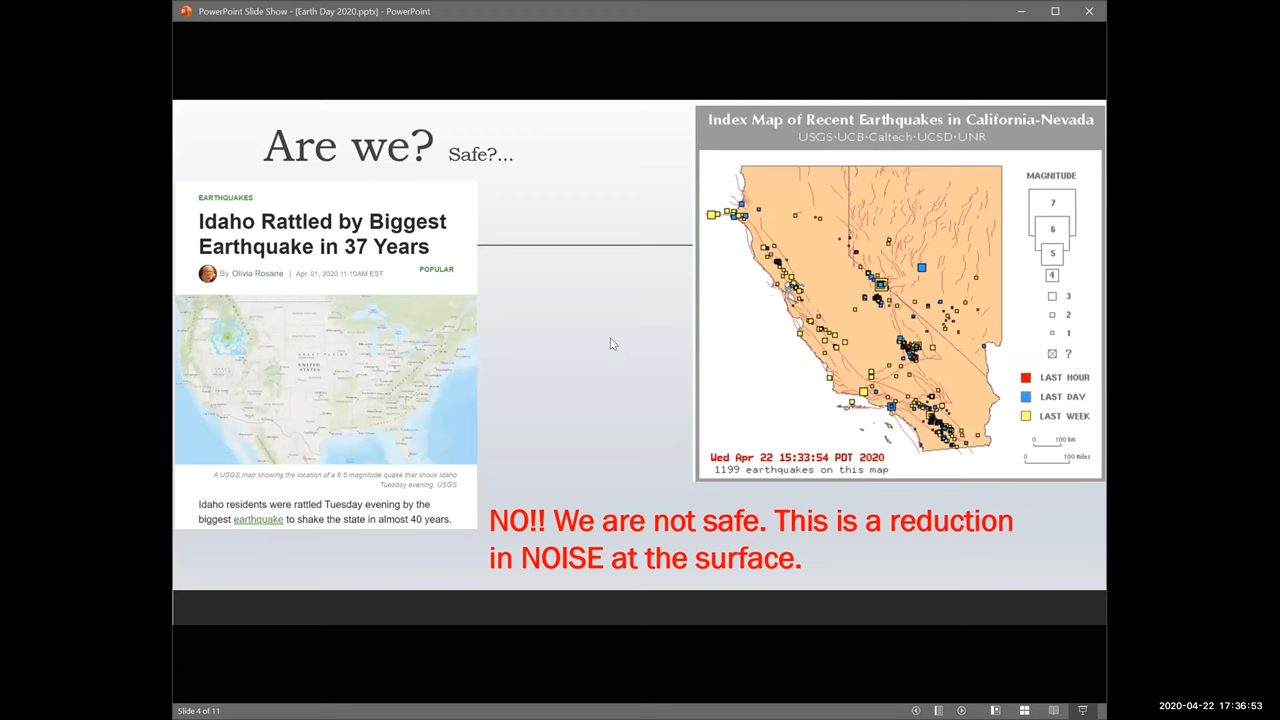 PowerPoint Slide Show - [Earth Day 2020.pptx] - PowerPoint
Are we? Safe?...
EARTHQUAKES
Idaho Rattled by Biggest
Earthquake in 37 Years
By Olivia Rosane | Apr. 01, 2020 11:10AM EST
POPULAR
GREAT PLAINS
UNITED
STATES
A USGS map showing the location of a 6.5 magnitude quake that shook Idaho
Tuesday evening. USGS
Idaho residents were rattled Tuesday evening by the
biggest earthquake to shake the state in almost 40 years.
Index Map of Recent Earthquakes in California-Nevada
USGS·UCB·Caltech·UCSD·UNR
MAGNITUDE
7
6
5
4
3
2
1
?
LAST HOUR
LAST DAY
LAST WEEK
0 100 km
0 100 miles
Wed Apr 22 15:33:54 PDT 2020
1199 earthquakes on this map
NO!! We are not safe. This is a reduction
in NOISE at the surface.
Slide 4 of 11
2020-04-22 17:36:53